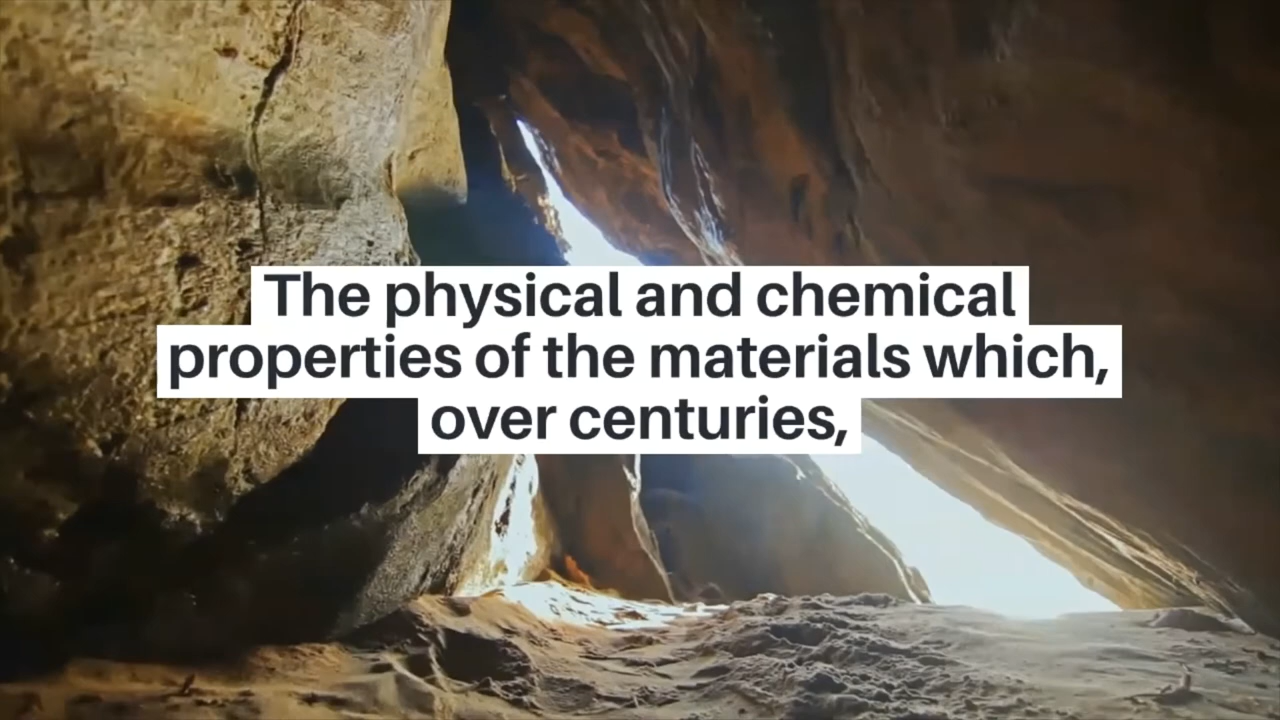 The physical and chemical
properties of the materials which,
over centuries,